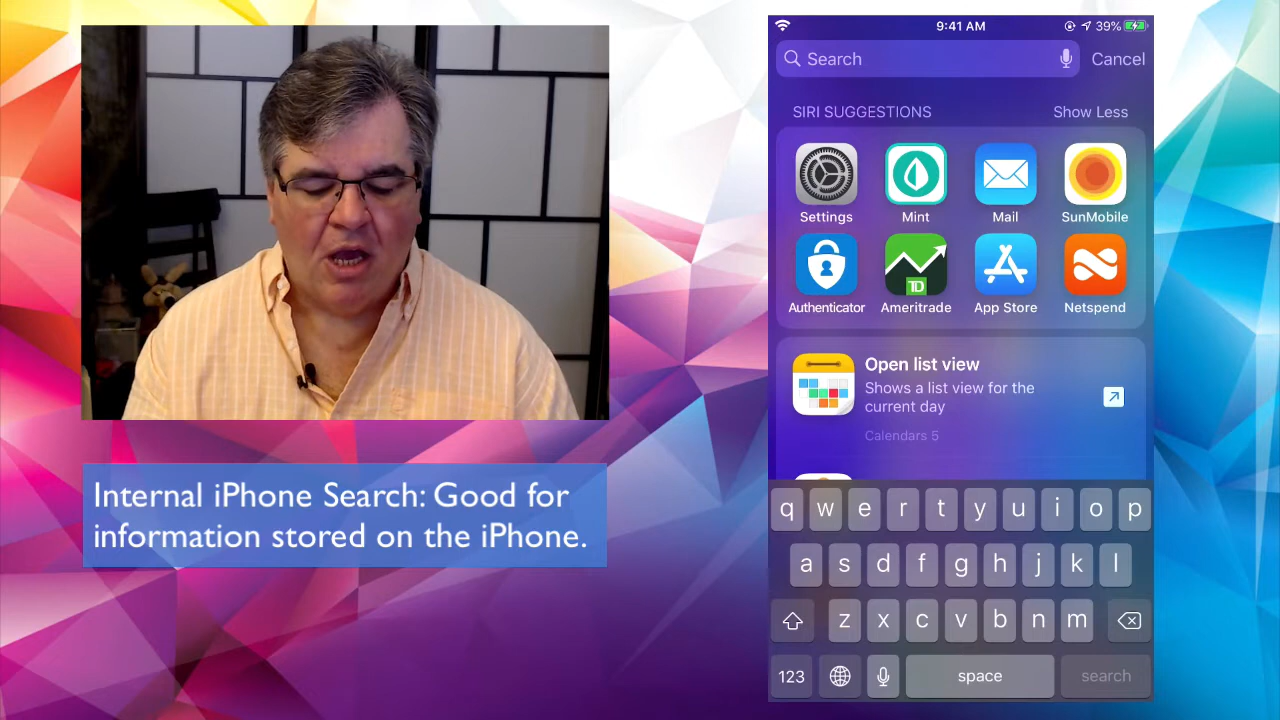 9:41 AM
39%
Search
Cancel
SIRI SUGGESTIONS
Show Less
Settings
Mint
Mail
SunMobile
TD
Authenticator
Ameritrade
App Store
Netspend
Open list view
Shows a list view for the
current day
Calendars 5
Internal iPhone Search: Good for
information stored on the iPhone.
q w e r t y u i o p
a s d f g h j k l
z x c v b n m
123
space
search